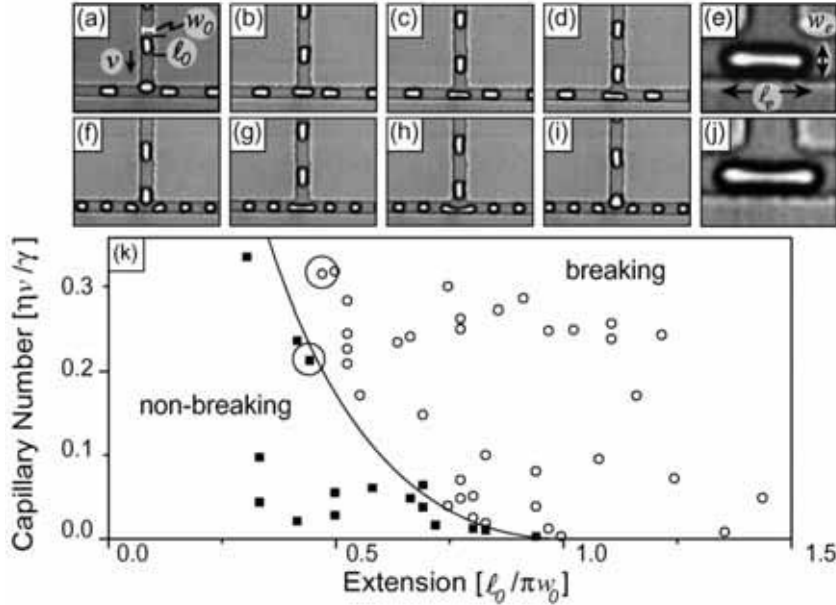 (a) w₀ (b) (c) (d) (e) wₑ
ℓ₀
v
ℓₑ
(f) (g) (h) (i) (j)
(k)
breaking
non-breaking
Capillary Number [ηv/γ]
0.3
0.2
0.1
0.0
0.0 0.5 1.0 1.5
Extension [ℓ₀/πw₀]